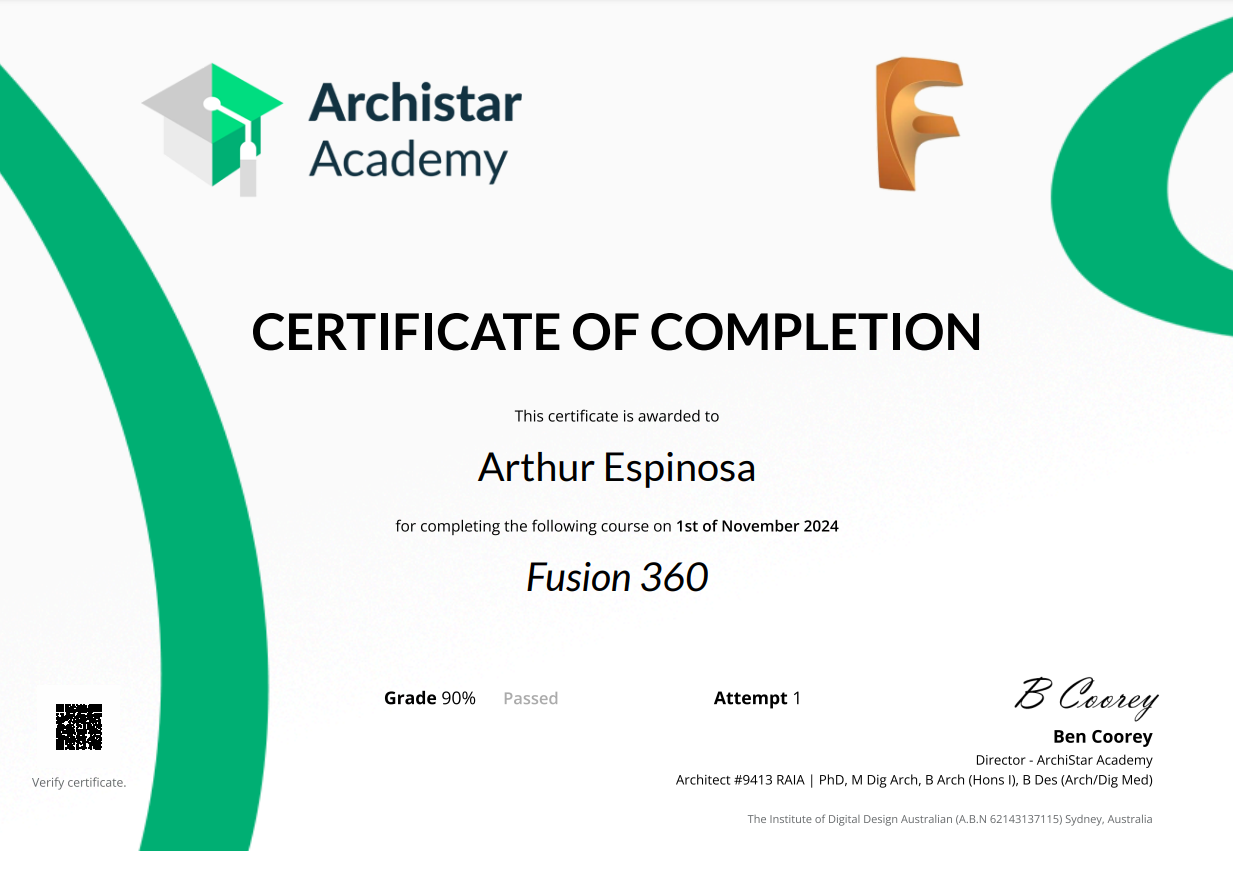 Archistar
Academy
CERTIFICATE OF COMPLETION
This certificate is awarded to
Arthur Espinosa
for completing the following course on 1st of November 2024
Fusion 360
Grade 90% Passed Attempt 1
B Coorey
Ben Coorey
Director - ArchiStar Academy
Architect #9413 RAIA | PhD, M Dig Arch, B Arch (Hons I), B Des (Arch/Dig Med)
Verify certificate.
The Institute of Digital Design Australian (A.B.N 62143137115) Sydney, Australia